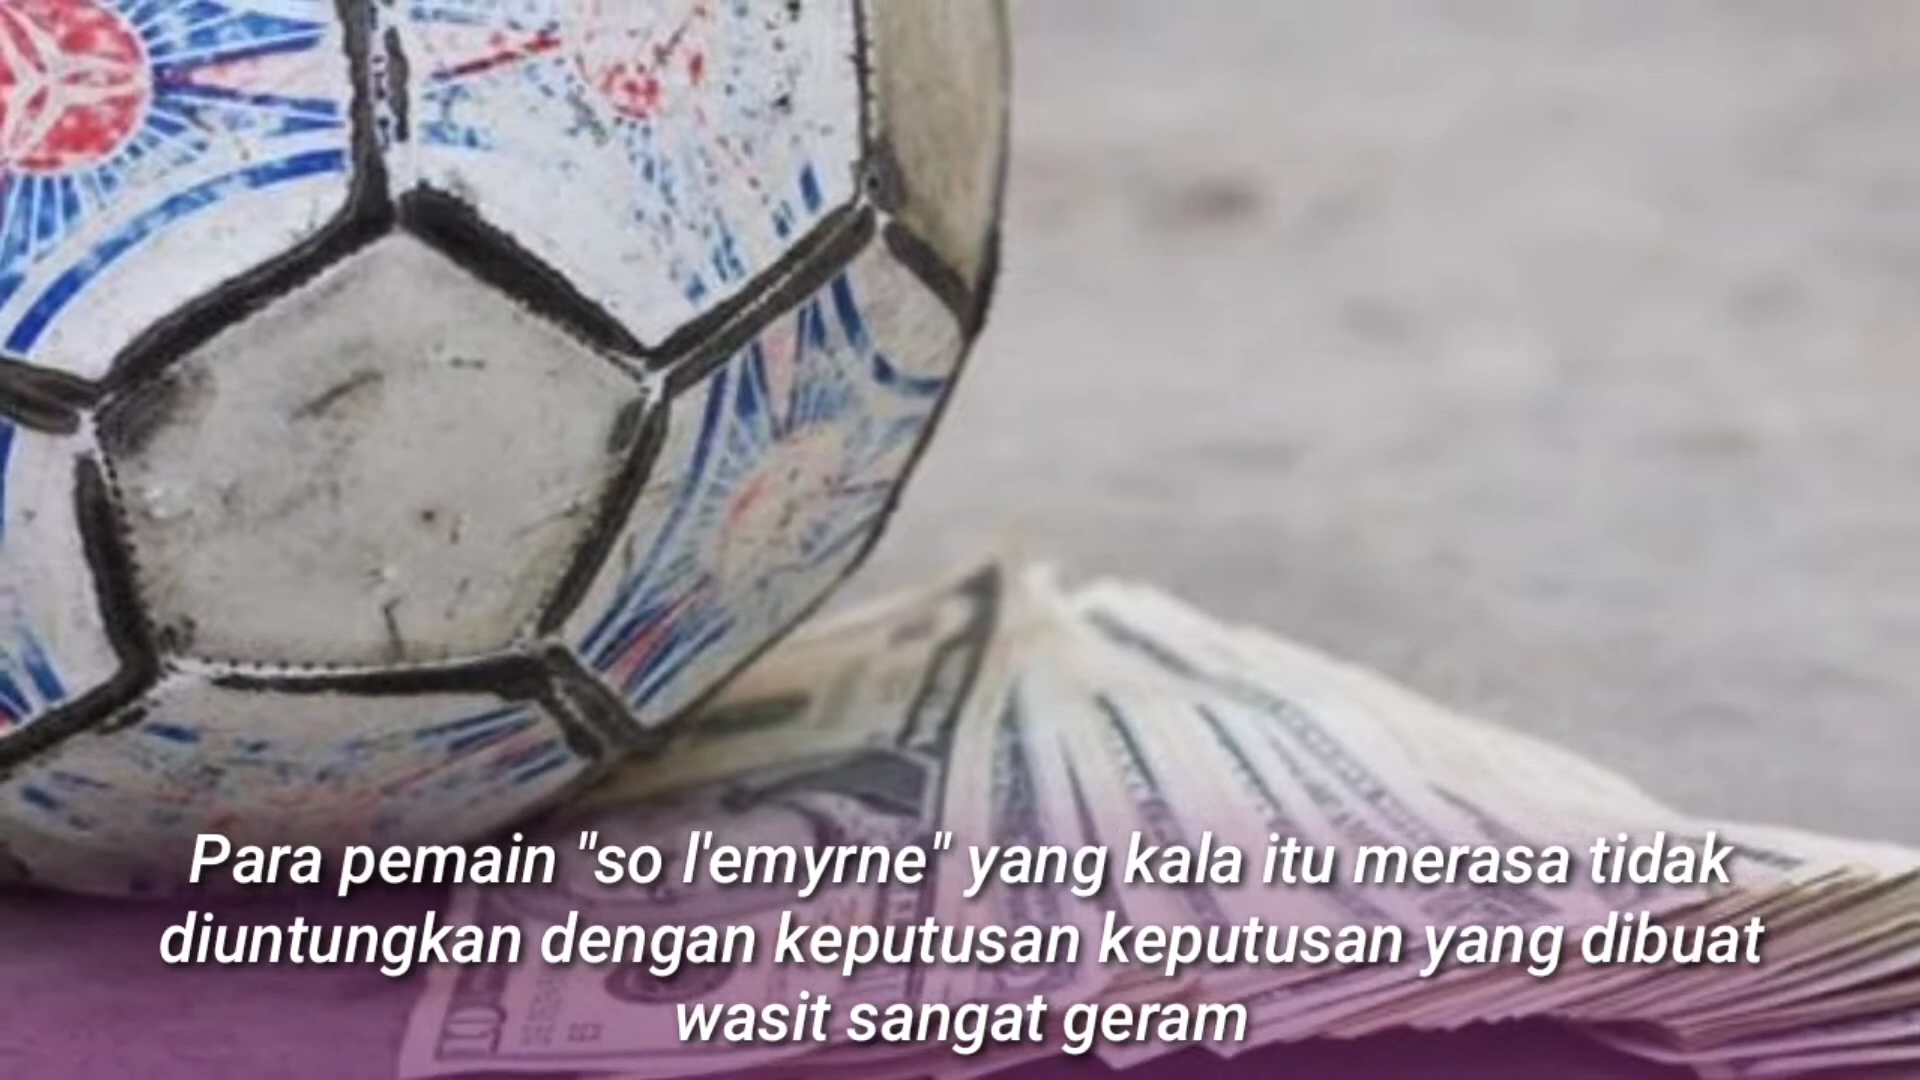 Para pemain "so l'emyrne" yang kala itu merasa tidak
diuntungkan dengan keputusan keputusan yang dibuat
wasit sangat geram